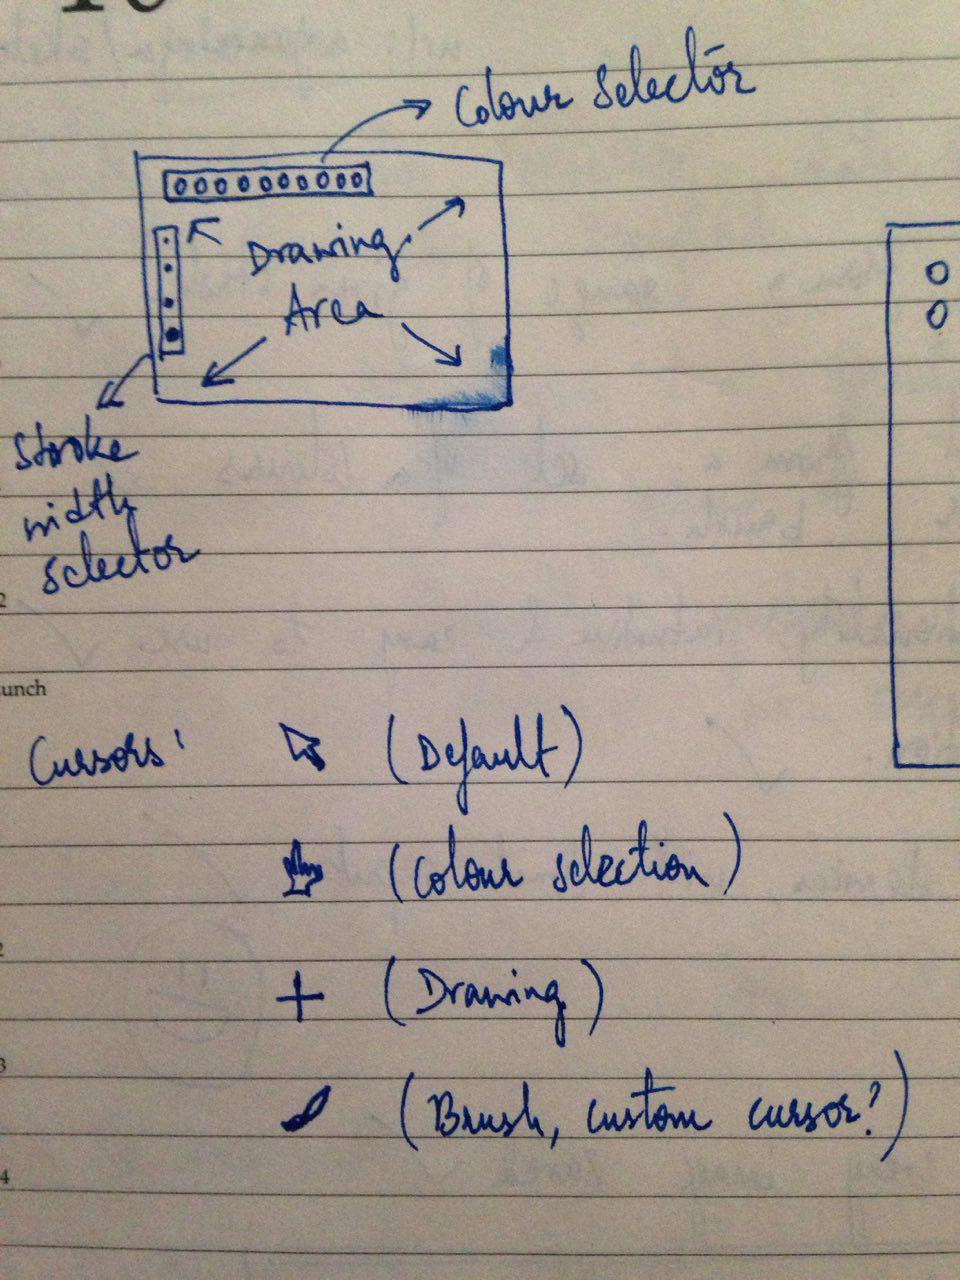 Colour Selector
Drawing
Area
Stroke
width
selector
unch
Cursors:
(Default)
(Colour selection)
(Drawing)
(Brush, custom cursor?)
2
2
3
4